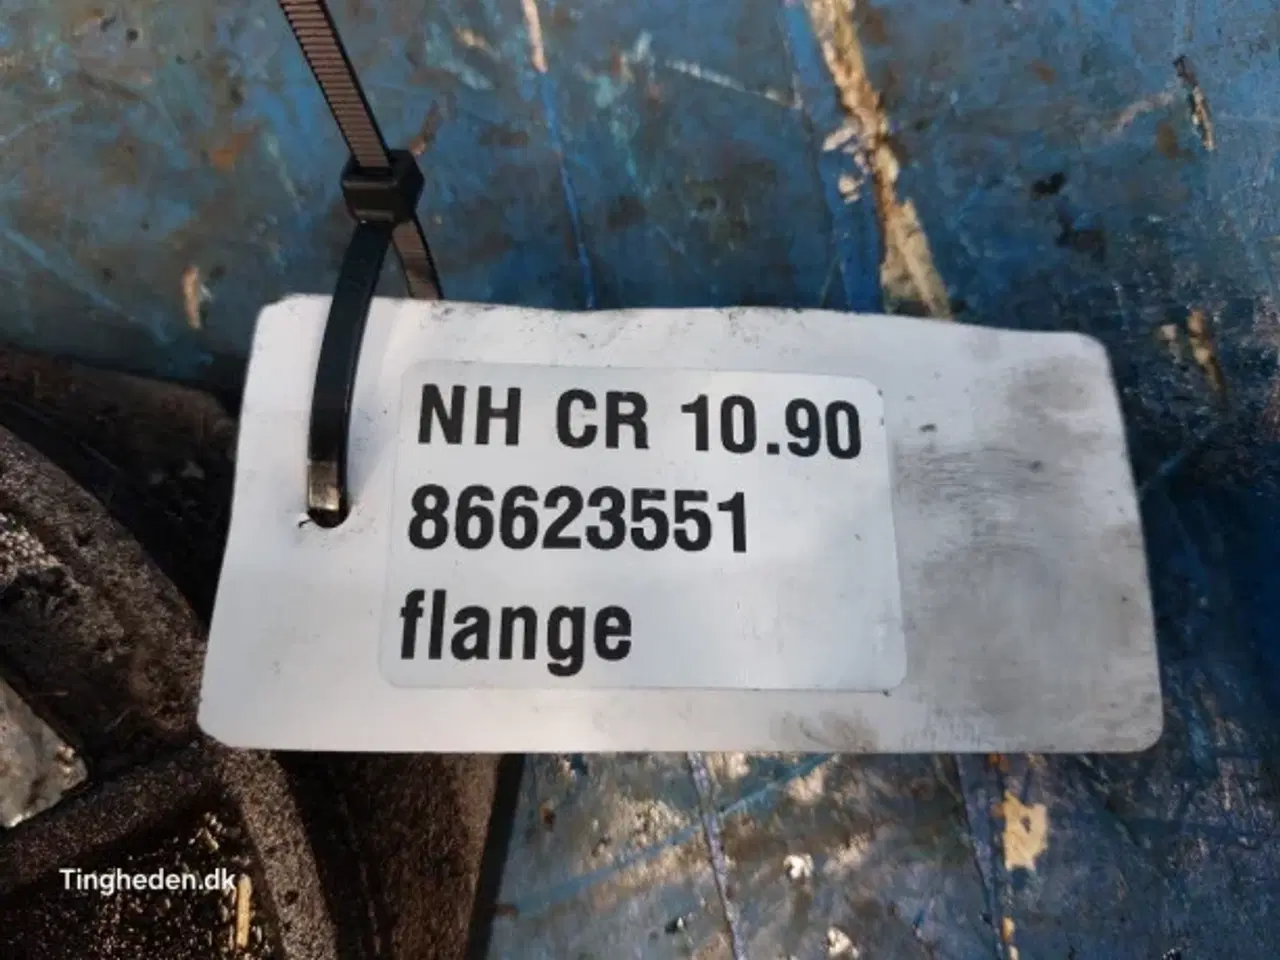 NH CR 10.90
86623551
flange
Tingheden.dk